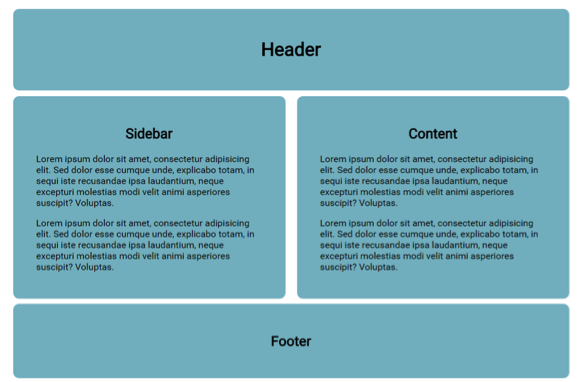 Header
Sidebar
Lorem ipsum dolor sit amet, consectetur adipisicing
elit. Sed dolor esse cumque unde, explicabo totam, in
sequi iste recusandae ipsa laudantium, neque
excepturi molestias modi velit animi asperiores
suscipit? Voluptas.
Lorem ipsum dolor sit amet, consectetur adipisicing
elit. Sed dolor esse cumque unde, explicabo totam, in
sequi iste recusandae ipsa laudantium, neque
excepturi molestias modi velit animi asperiores
suscipit? Voluptas.
Content
Lorem ipsum dolor sit amet, consectetur adipisicing
elit. Sed dolor esse cumque unde, explicabo totam, in
sequi iste recusandae ipsa laudantium, neque
excepturi molestias modi velit animi asperiores
suscipit? Voluptas.
Lorem ipsum dolor sit amet, consectetur adipisicing
elit. Sed dolor esse cumque unde, explicabo totam, in
sequi iste recusandae ipsa laudantium, neque
excepturi molestias modi velit animi asperiores
suscipit? Voluptas.
Footer